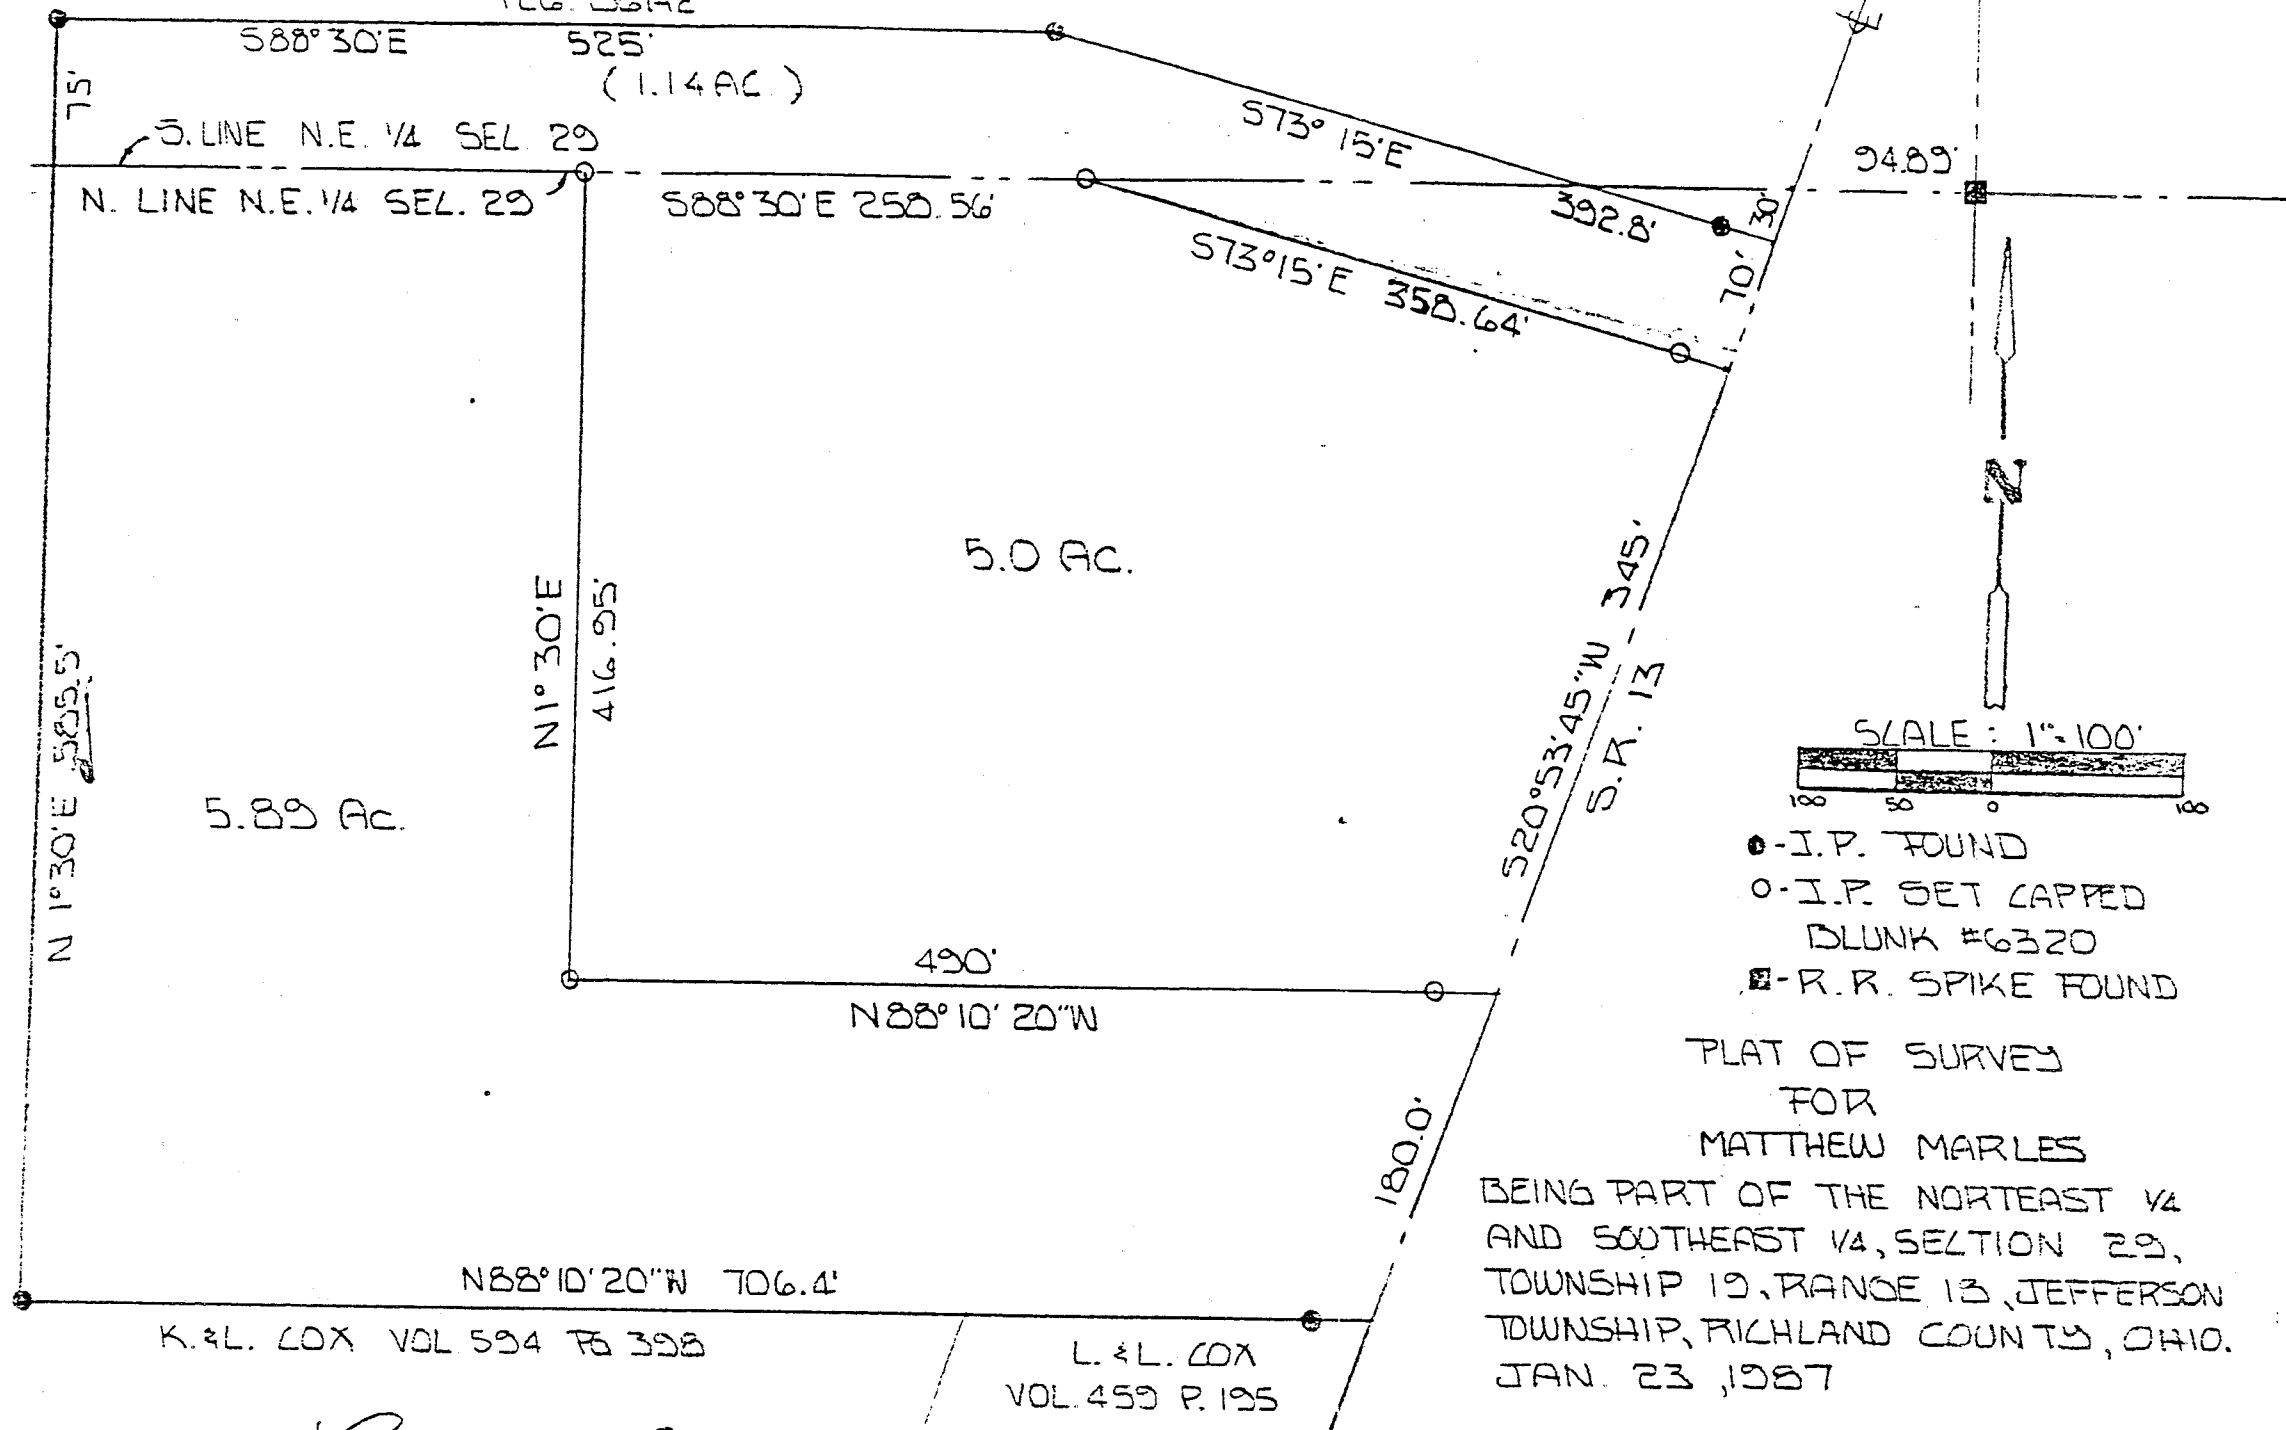 S88°30'E 525'
(1.14 AC.)
75'
S. LINE N.E. 1/4 SEC. 29
N. LINE N.E. 1/4 SEC. 29
S88°30'E 258.56'
S73°15'E
392.8'
30'
94.89'
70'
S73°15'E 358.64'
5.0 AC.
N1°30'E
416.95'
S20°53'45"W 345'
S.R. 13
N
SCALE: 1"=100'
100 50 0 100
N 1°30'E 585.5'
5.89 Ac.
-I.P. FOUND
-I.P. SET CAPPED
BLUNK #6320
-R.R. SPIKE FOUND
490'
N88°10'20"W
180.0'
PLAT OF SURVEY
FOR
MATTHEW MARLES
BEING PART OF THE NORTEAST 1/4
AND SOUTHEAST 1/4, SECTION 29,
TOWNSHIP 19, RANGE 18, JEFFERSON
TOWNSHIP, RICHLAND COUNTY, OHIO.
JAN. 23, 1987
N88°10'20"W 706.4'
K. & L. COX VOL 594 PG 398
L. & L. COX
VOL. 459 P. 195